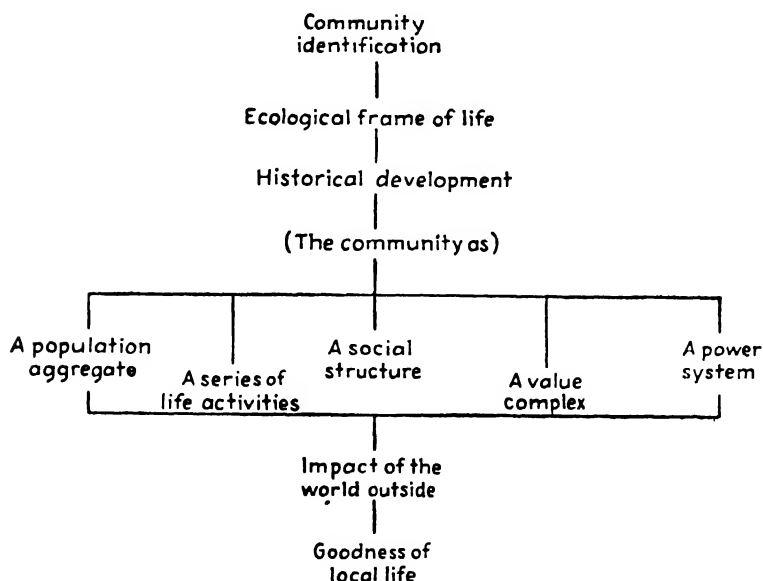 Community
identification
Ecological frame of life
Historical development
(The community as)
A population
aggregate
A series of
life activities
A social
structure
A value
complex
A power
system
Impact of the
world outside
Goodness of
local life